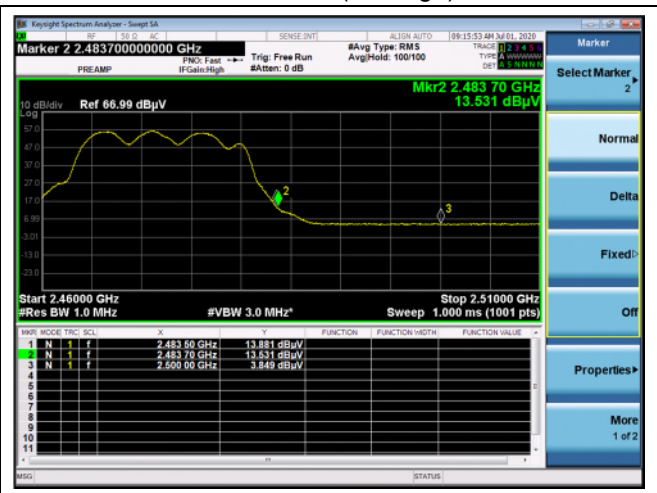 Keysight Spectrum Analyzer - Swept SA
RF 50 Ω AC SENSE:INT ALIGN AUTO 09:15:53 AM Jul 01, 2020
Marker 2 2.483700000000 GHz
PREAMP
PNO: Fast
IFGain:High
Trig: Free Run
#Atten: 0 dB
#Avg Type: RMS
Avg|Hold: 100/100
TRACE 1 2 3 4 5 6
TYPE A WWWWW
DET A S N N N N
Mkr2 2.483 70 GHz
13.531 dBµV
10 dB/div Ref 66.99 dBµV
Log
57.0
47.0
37.0
27.0
17.0
6.99
-3.01
-13.0
-23.0
2
3
Start 2.46000 GHz Stop 2.51000 GHz
#Res BW 1.0 MHz #VBW 3.0 MHz* Sweep 1.000 ms (1001 pts)
MKR MODE TRC SCL X Y FUNCTION FUNCTION WIDTH FUNCTION VALUE
1 N 1 f 2.483 50 GHz 13.881 dBµV
2 N 1 f 2.483 70 GHz 13.531 dBµV
3 N 1 f 2.500 00 GHz 3.849 dBµV
4
5
6
7
8
9
10
11
MSG STATUS
Marker
Select Marker
2
Normal
Delta
Fixed
Off
Properties
More
1 of 2